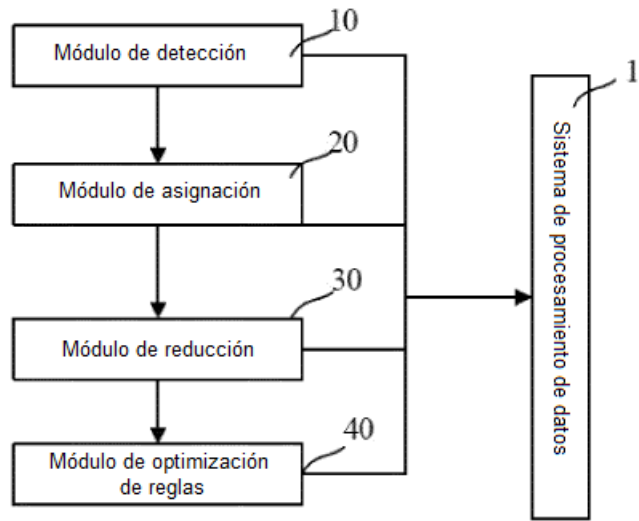 10
Módulo de detección
1
20
Módulo de asignación
Sistema de procesamiento de datos
30
Módulo de reducción
40
Módulo de optimización
de reglas